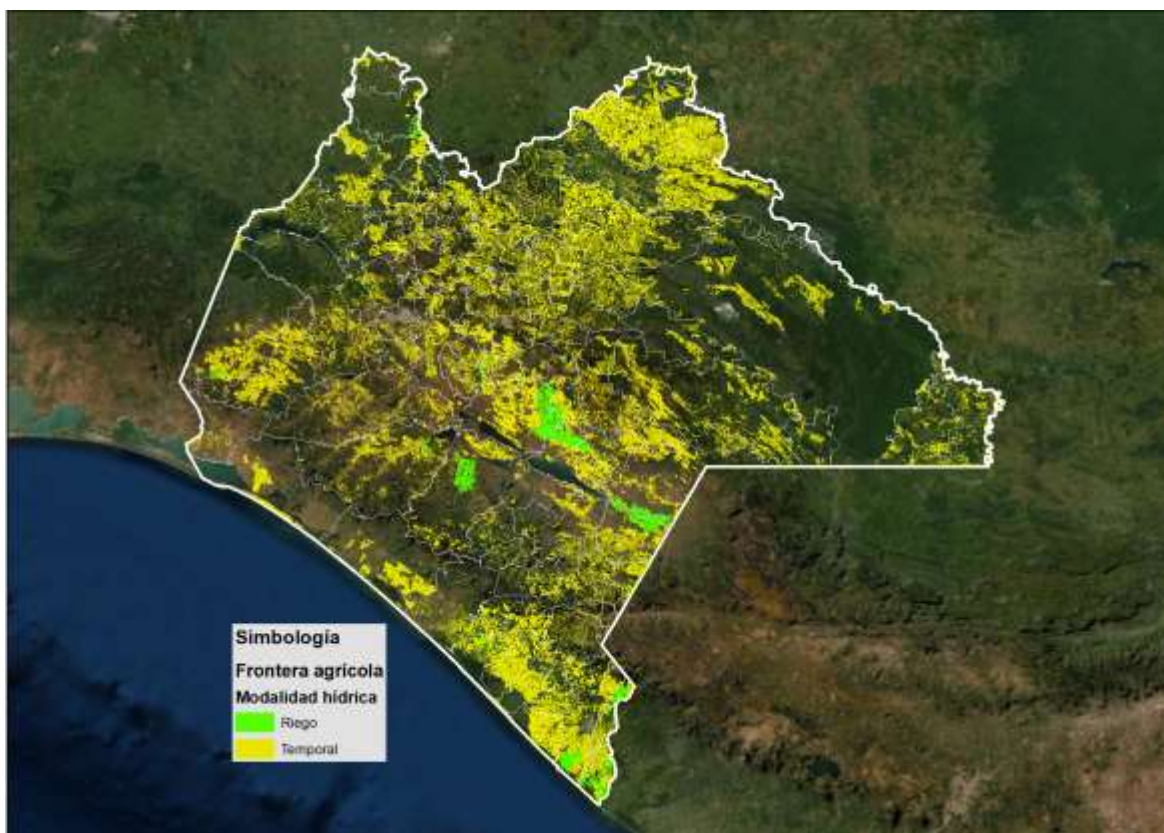 Simbología
Frontera agrícola
Modalidad hídrica
Riego
Temporal